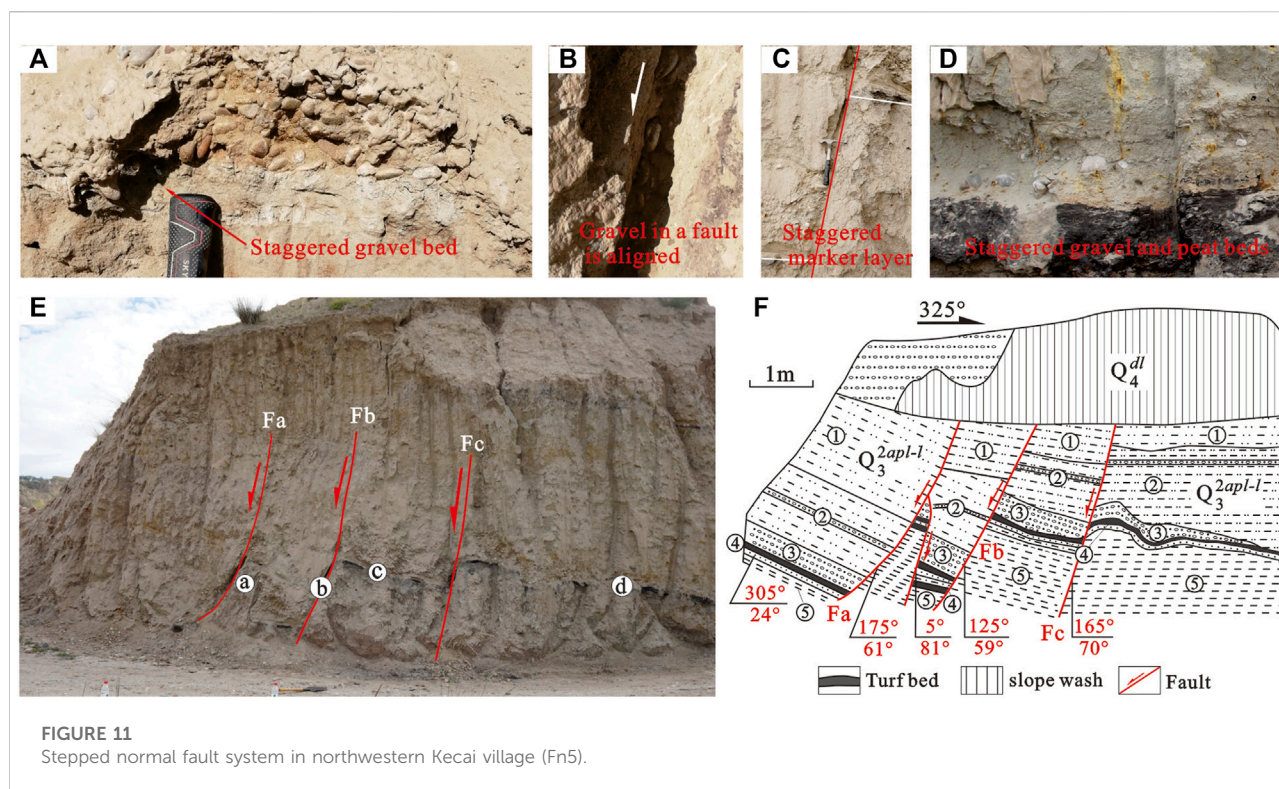 A
SKY
Staggered gravel bed
B
Gravel in a fault
is aligned
C
Staggered
marker layer
D
Staggered gravel and peat beds
E
Fa
Fb
Fc
a
b
c
d
F
325°
1m
Q4dl
①
①
①
①
Q3 2apl-l
②
②
②
②
Q3 2apl-l
③
③
③
③
④
④
④
⑤
⑤
⑤
⑤
Fa
Fb
Fc
305°
24°
175°
61°
5°
81°
125°
59°
165°
70°
Turf bed
slope wash
Fault
FIGURE 11
Stepped normal fault system in northwestern Kecai village (Fn5).